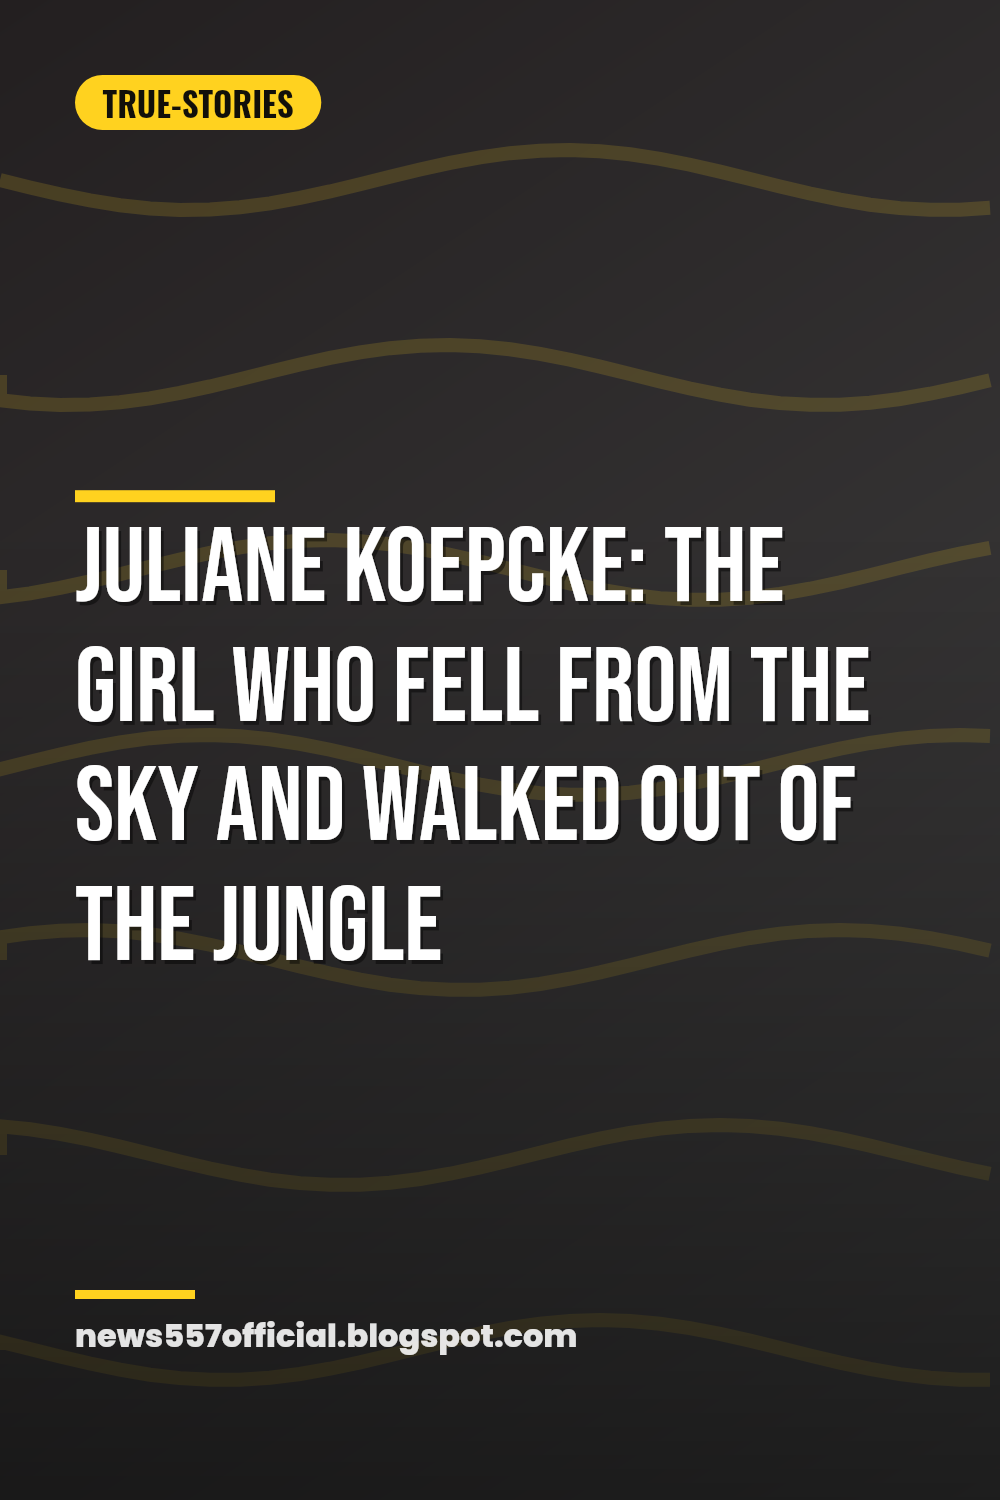 TRUE-STORIES
JULIANE KOEPCKE: THE
GIRL WHO FELL FROM THE
SKY AND WALKED OUT OF
THE JUNGLE
news557official.blogspot.com